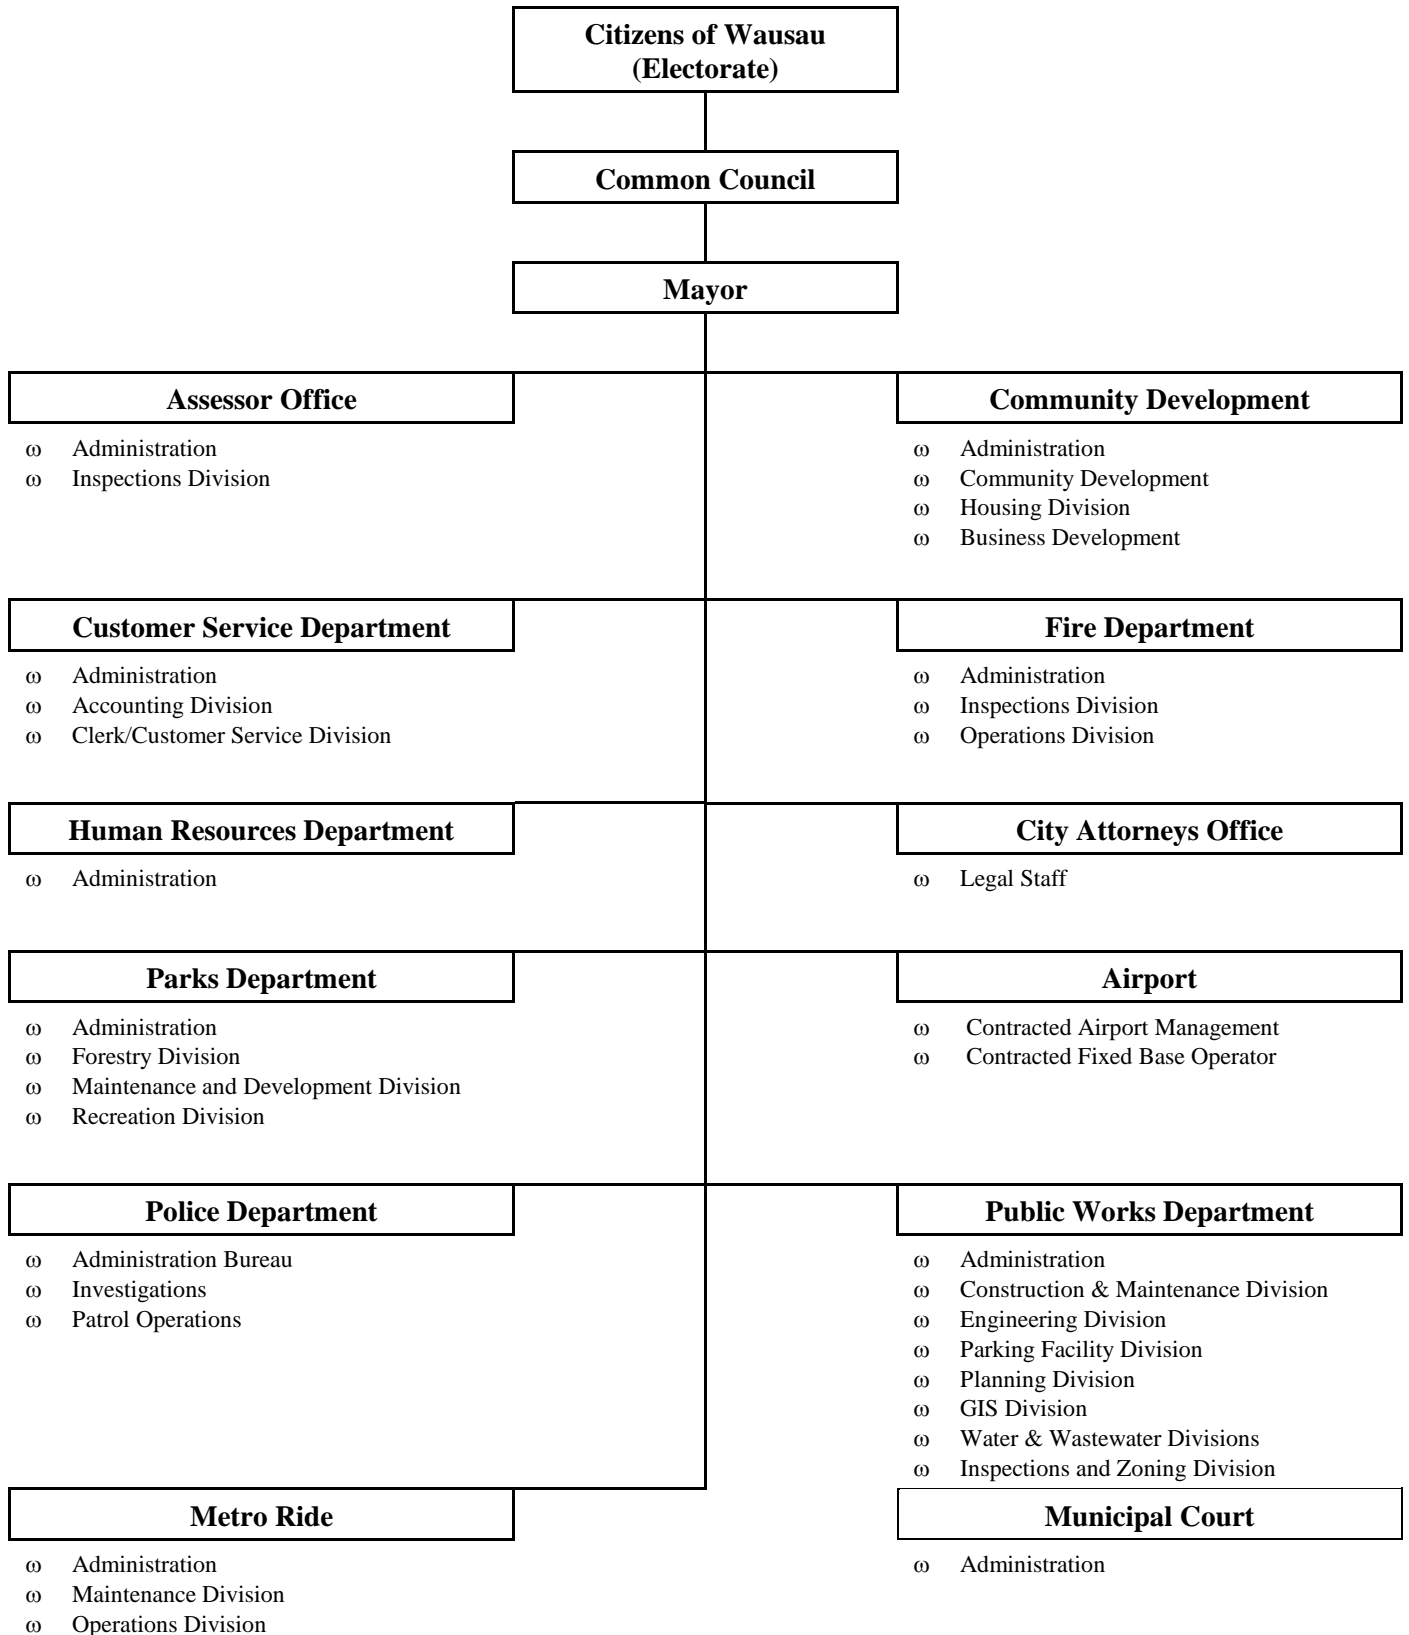 Citizens of Wausau
(Electorate)
Common Council
Mayor
Assessor Office
ω Administration
ω Inspections Division
Community Development
ω Administration
ω Community Development
ω Housing Division
ω Business Development
Customer Service Department
ω Administration
ω Accounting Division
ω Clerk/Customer Service Division
Fire Department
ω Administration
ω Inspections Division
ω Operations Division
Human Resources Department
ω Administration
City Attorneys Office
ω Legal Staff
Parks Department
ω Administration
ω Forestry Division
ω Maintenance and Development Division
ω Recreation Division
Airport
ω Contracted Airport Management
ω Contracted Fixed Base Operator
Police Department
ω Administration Bureau
ω Investigations
ω Patrol Operations
Public Works Department
ω Administration
ω Construction & Maintenance Division
ω Engineering Division
ω Parking Facility Division
ω Planning Division
ω GIS Division
ω Water & Wastewater Divisions
ω Inspections and Zoning Division
Metro Ride
ω Administration
ω Maintenance Division
ω Operations Division
Municipal Court
ω Administration